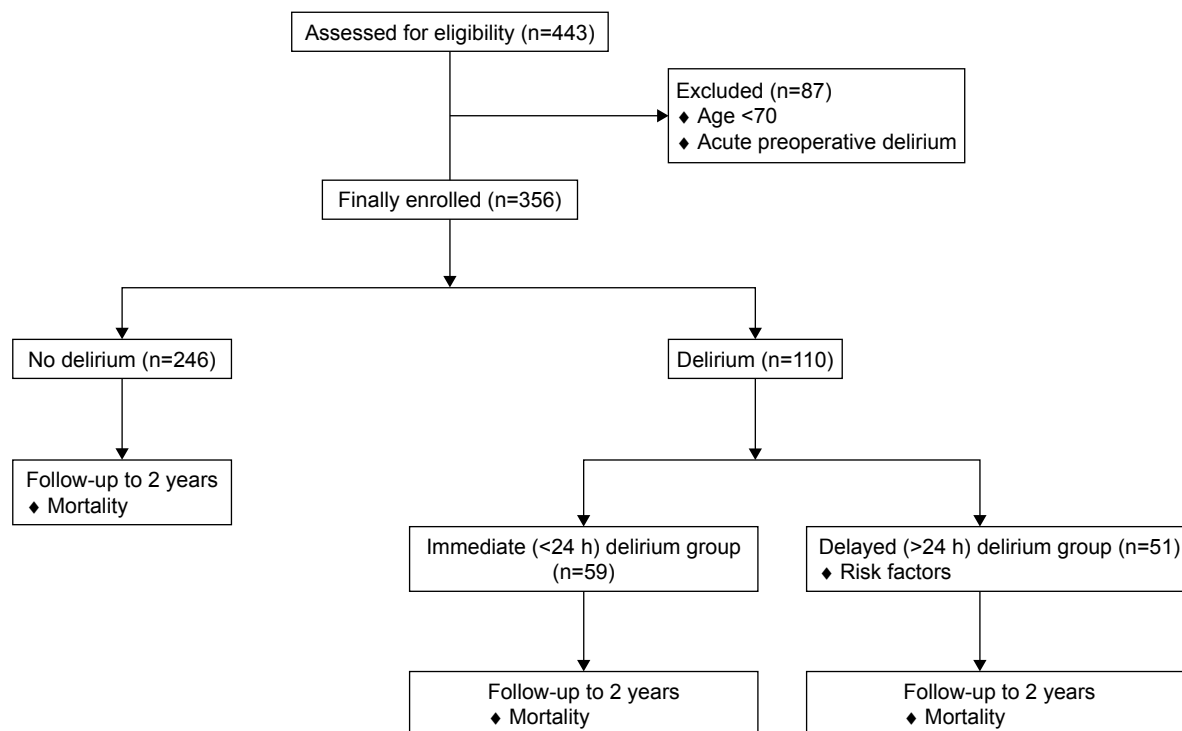 Assessed for eligibility (n=443)
Excluded (n=87)
♦ Age <70
♦ Acute preoperative delirium
Finally enrolled (n=356)
No delirium (n=246)
Delirium (n=110)
Follow-up to 2 years
♦ Mortality
Immediate (<24 h) delirium group
(n=59)
Delayed (>24 h) delirium group (n=51)
♦ Risk factors
Follow-up to 2 years
♦ Mortality
Follow-up to 2 years
♦ Mortality